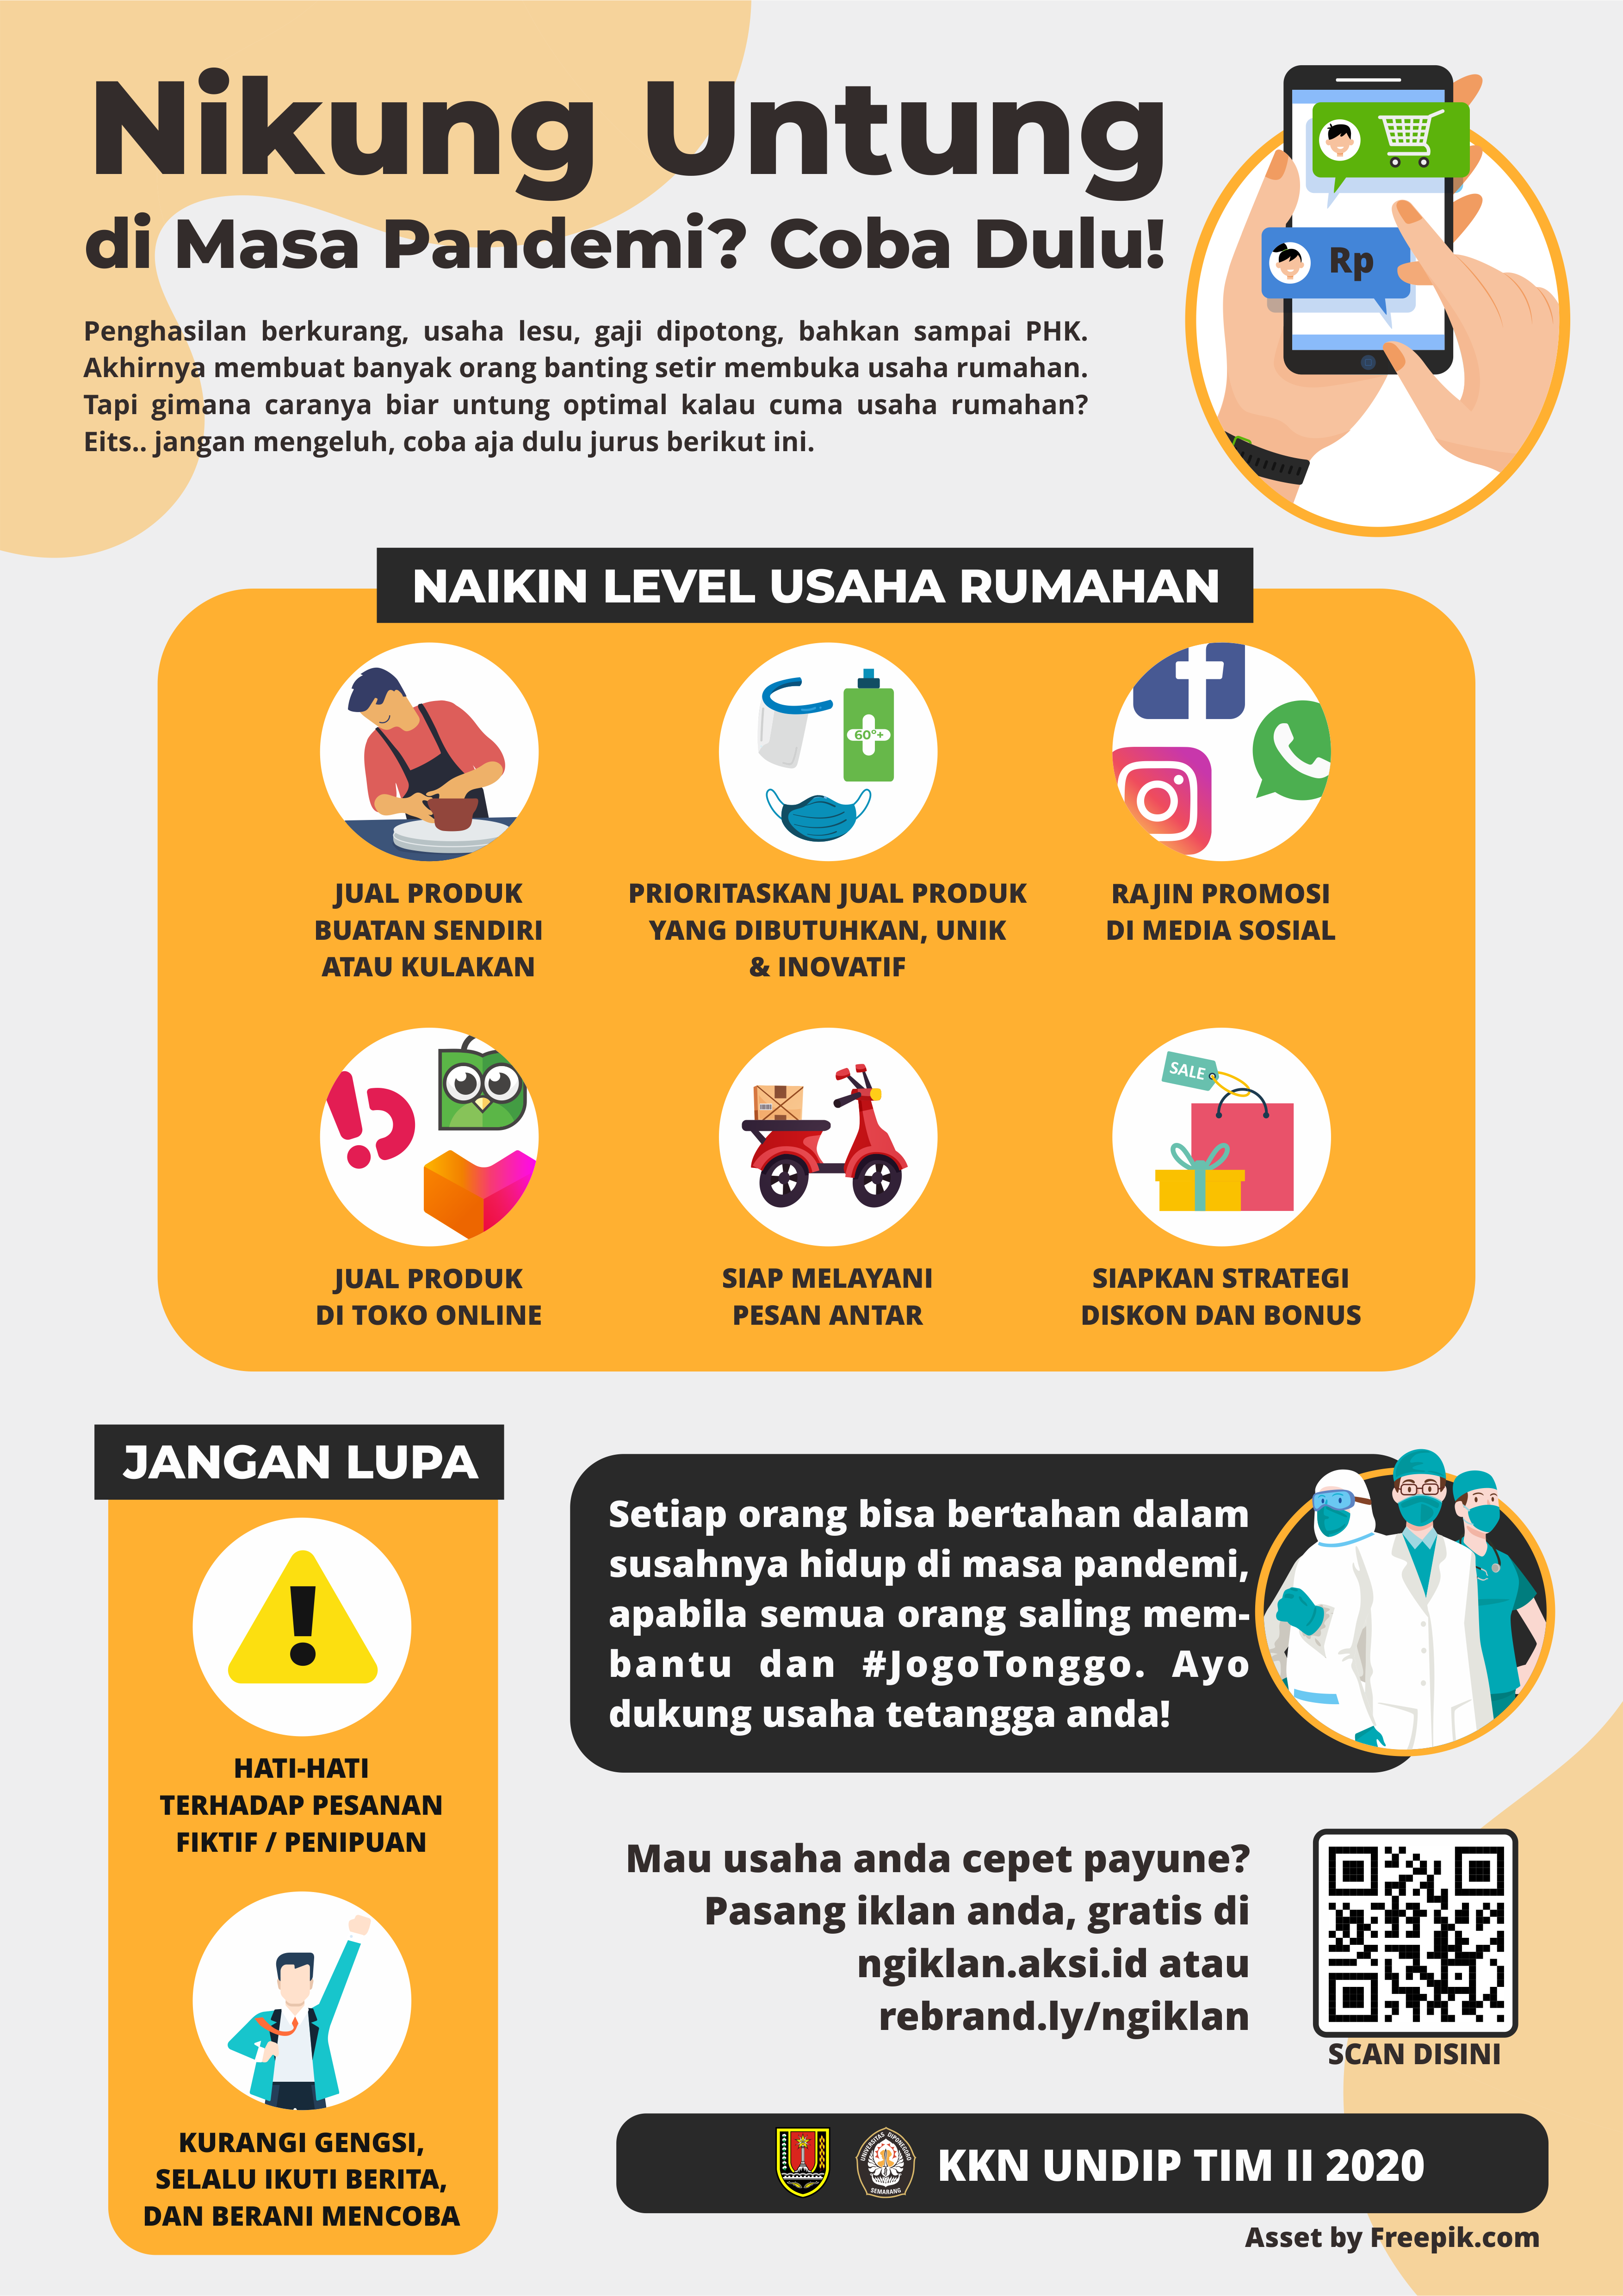 Nikung Untung
di Masa Pandemi? Coba Dulu!
Penghasilan berkurang, usaha lesu, gaji dipotong, bahkan sampai PHK.
Akhirnya membuat banyak orang banting setir membuka usaha rumahan.
Tapi gimana caranya biar untung optimal kalau cuma usaha rumahan?
Eits.. jangan mengeluh, coba aja dulu jurus berikut ini.
Rp
NAIKIN LEVEL USAHA RUMAHAN
60°+
JUAL PRODUK
BUATAN SENDIRI
ATAU KULAKAN
PRIORITASKAN JUAL PRODUK
YANG DIBUTUHKAN, UNIK
& INOVATIF
RAJIN PROMOSI
DI MEDIA SOSIAL
SALE
JUAL PRODUK
DI TOKO ONLINE
SIAP MELAYANI
PESAN ANTAR
SIAPKAN STRATEGI
DISKON DAN BONUS
JANGAN LUPA
HATI-HATI
TERHADAP PESANAN
FIKTIF / PENIPUAN
KURANGI GENGSI,
SELALU IKUTI BERITA,
DAN BERANI MENCOBA
Setiap orang bisa bertahan dalam
susahnya hidup di masa pandemi,
apabila semua orang saling mem-
bantu dan #JogoTonggo. Ayo
dukung usaha tetangga anda!
Mau usaha anda cepet payune?
Pasang iklan anda, gratis di
ngiklan.aksi.id atau
rebrand.ly/ngiklan
SCAN DISINI
UNIVERSITAS DIPONEGORO
SEMARANG
KKN UNDIP TIM II 2020
Asset by Freepik.com